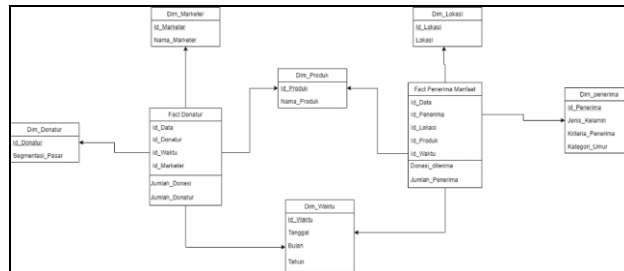 Dim_Marketer
Id_Marketer
Nama_Marketer
Dim_Lokasi
Id_Lokasi
Lokasi
Dim_Produk
Id_Produk
Nama_Produk
Fact Donatur
Id_Data
Id_Donatur
Id_Waktu
Id_Marketer
Jumlah_Donasi
Jumlah_Donatur
Fact Penerima Manfaat
Id_Data
Id_Penerima
Id_Lokasi
Id_Produk
Id_Waktu
Donasi_diterima
Jumlah_Penerima
Dim_penerima
Id_Penerima
Jenis_Kelamin
Kriteria_Penerima
Kategori_Umur
Dim_Donatur
Id_Donatur
Segmentasi_Pasar
Dim_Waktu
Id_Waktu
Tanggal
Bulan
Tahun